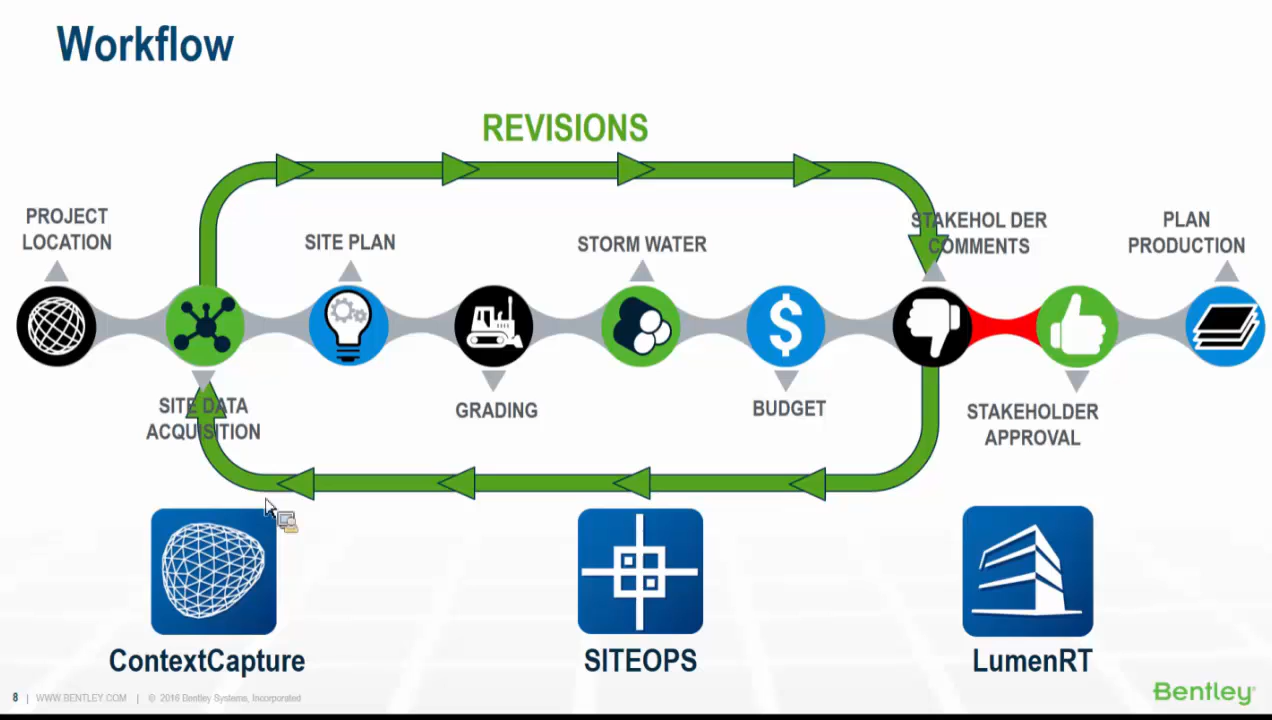 Workflow
REVISIONS
PROJECT
LOCATION
SITE PLAN
STORM WATER
STAKEHOL DER
COMMENTS
PLAN
PRODUCTION
$
SITE DATA
ACQUISITION
GRADING
BUDGET
STAKEHOLDER
APPROVAL
ContextCapture
SITEOPS
LumenRT
8 | WWW.BENTLEY.COM | © 2016 Bentley Systems, Incorporated
Bentley®